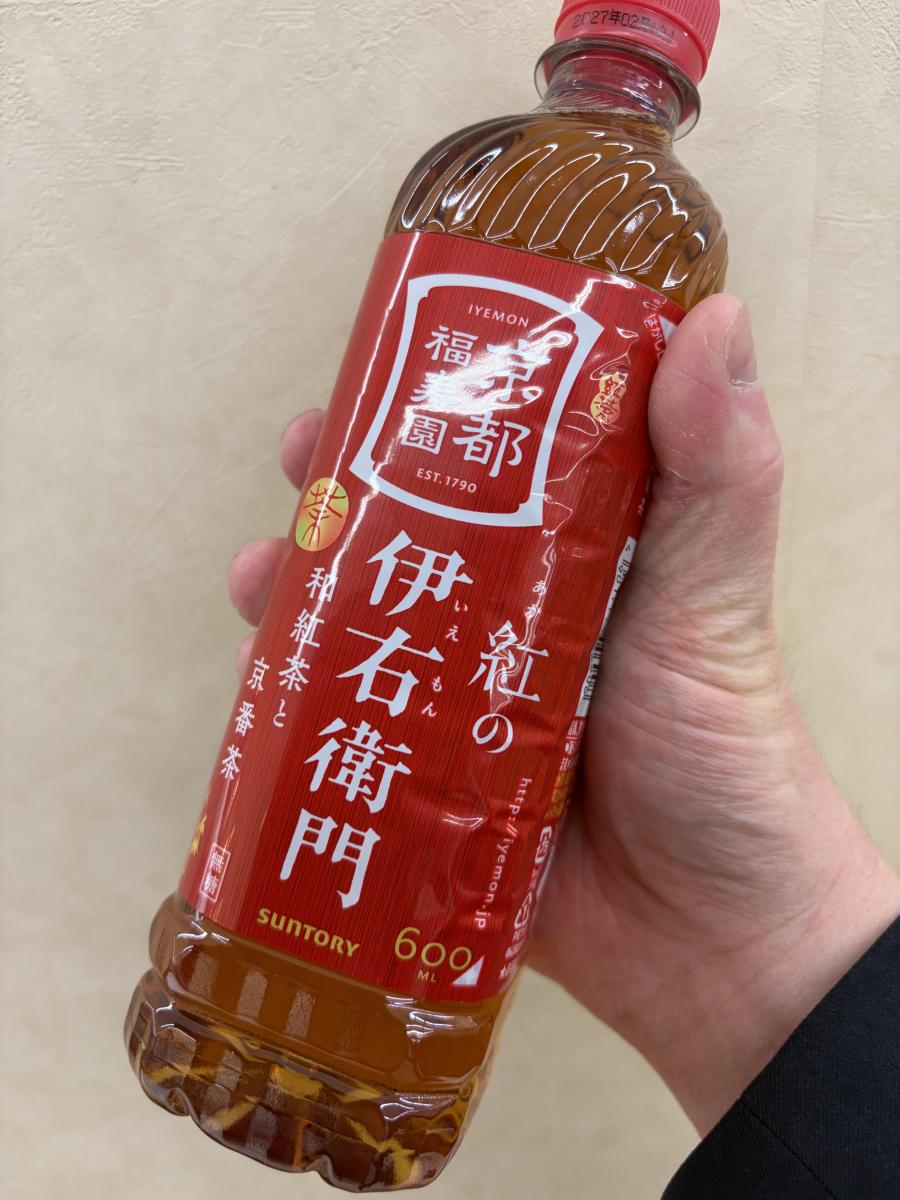 IYEMON
京都
福寿園
EST.1790
茶
紅の
あか
伊右衛門
いえもん
和紅茶と
京番茶
無糖
http://iyemon.jp
SUNTORY
600
ML